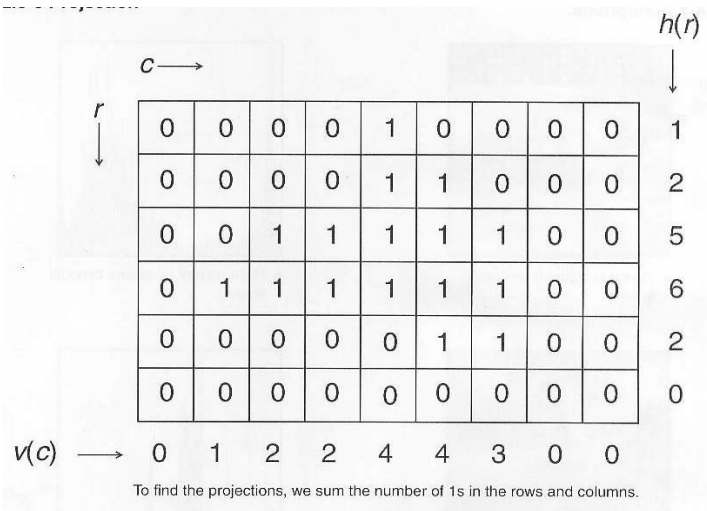 h(r)
c
r
0 0 0 0 1 0 0 0 0 1
0 0 0 0 1 1 0 0 0 2
0 0 1 1 1 1 1 0 0 5
0 1 1 1 1 1 1 0 0 6
0 0 0 0 0 1 1 0 0 2
0 0 0 0 0 0 0 0 0 0
v(c) 0 1 2 2 4 4 3 0 0
To find the projections, we sum the number of 1s in the rows and columns.